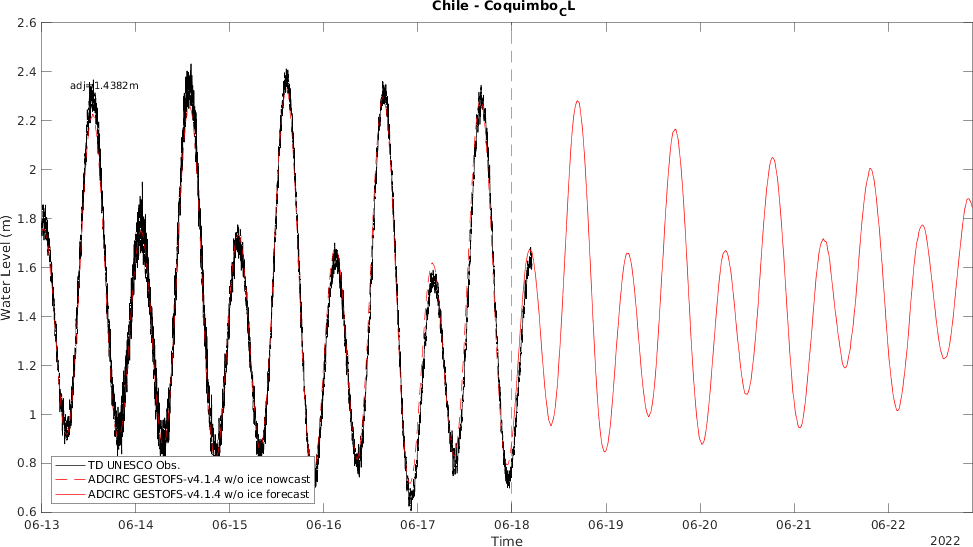 Chile - Coquimbo_CL
2.6
2.4
2.2
2
1.8
1.6
1.4
1.2
1
0.8
0.6
Water Level (m)
adj=1.4382m
TD UNESCO Obs.
ADCIRC GESTOFS-v4.1.4 w/o ice nowcast
ADCIRC GESTOFS-v4.1.4 w/o ice forecast
06-13 06-14 06-15 06-16 06-17 06-18 06-19 06-20 06-21 06-22
Time
2022